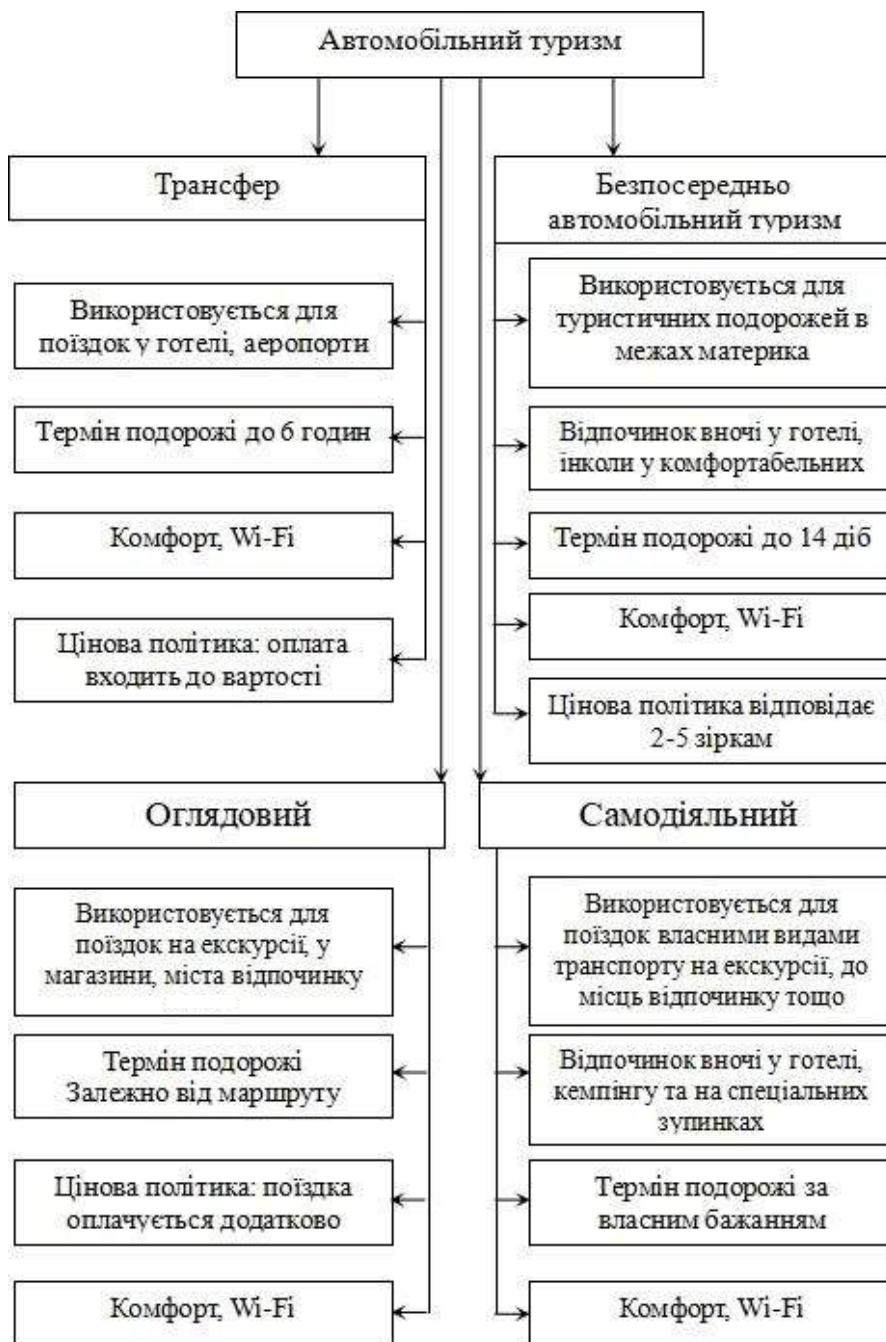 Автомобільний туризм
Трансфер
Використовується для
поїздок у готелі, аеропорти
Термін подорожі до 6 годин
Комфорт, Wi-Fi
Цінова політика: оплата
входить до вартості
Безпосередньо
автомобільний туризм
Використовується для
туристичних подорожей в
межах материка
Відпочинок вночі у готелі,
інколи у комфортабельних
Термін подорожі до 14 діб
Комфорт, Wi-Fi
Цінова політика відповідає
2-5 зіркам
Оглядовий
Використовується для
поїздок на екскурсії, у
магазини, міста відпочинку
Термін подорожі
Залежно від маршруту
Цінова політика: поїздка
оплачується додатково
Комфорт, Wi-Fi
Самодіяльний
Використовується для
поїздок власними видами
транспорту на екскурсії, до
місць відпочинку тощо
Відпочинок вночі у готелі,
кемпінгу та на спеціальних
зупинках
Термін подорожі за
власним бажанням
Комфорт, Wi-Fi